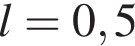 l = 0,5